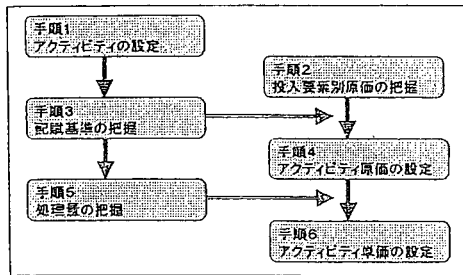 手順1
アクティビティの設定
手順2
投入要素別原価の把握
手順3
配賦基準の把握
手順4
アクティビティ原価の設定
手順5
処理量の把握
手順6
アクティビティ単価の設定